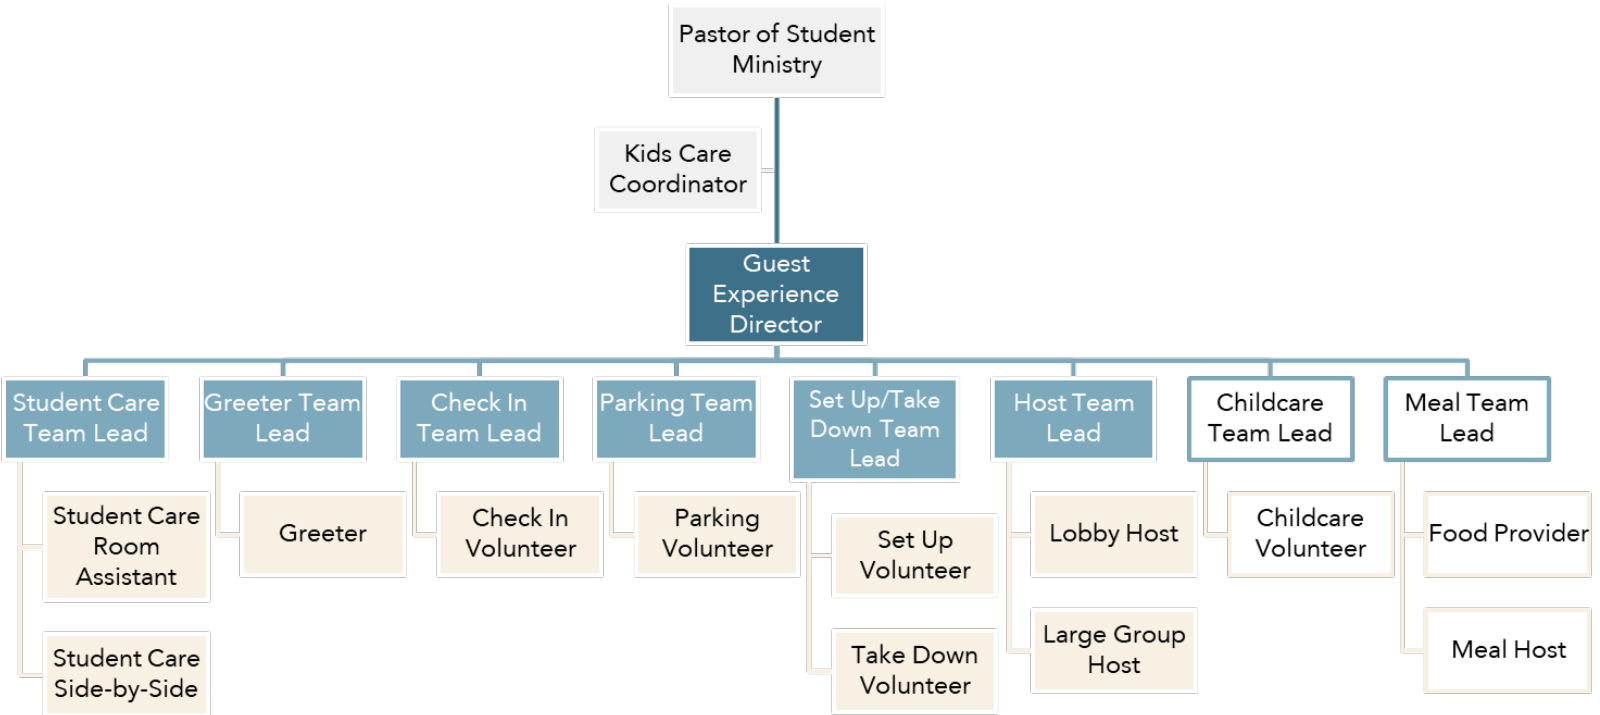 Pastor of Student
Ministry
Kids Care
Coordinator
Guest
Experience
Director
Student Care
Team Lead
Greeter Team
Lead
Check In
Team Lead
Parking Team
Lead
Set Up/Take
Down Team
Lead
Host Team
Lead
Childcare
Team Lead
Meal Team
Lead
Student Care
Room
Assistant
Greeter
Check In
Volunteer
Parking
Volunteer
Set Up
Volunteer
Lobby Host
Childcare
Volunteer
Food Provider
Student Care
Side-by-Side
Take Down
Volunteer
Large Group
Host
Meal Host